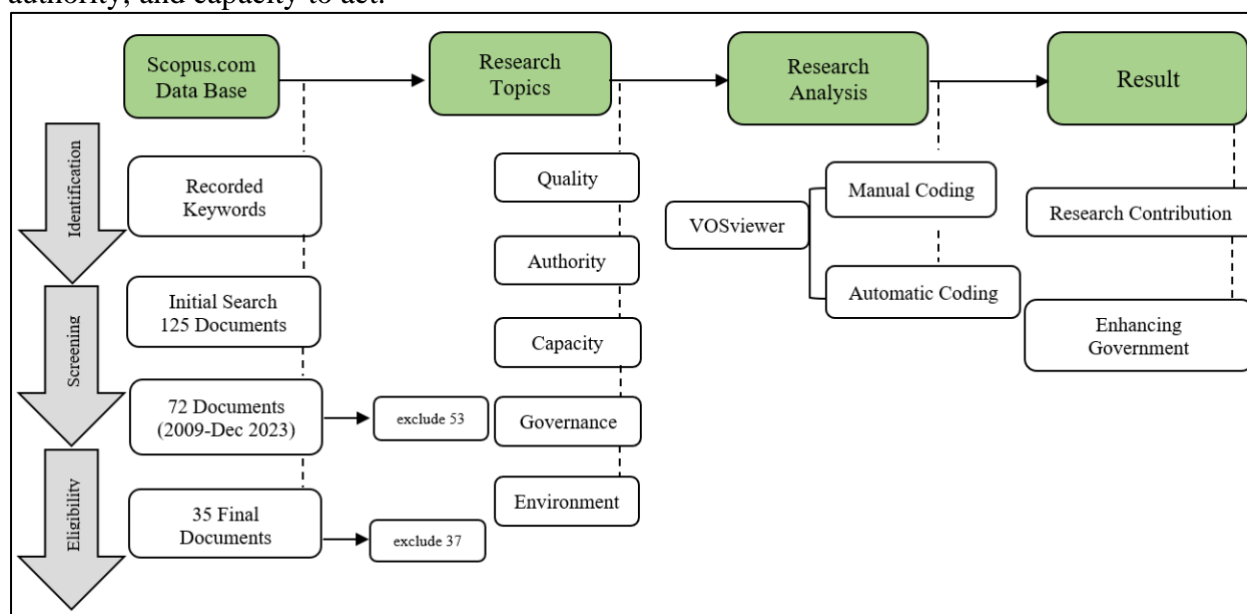 authority, and capacity to act.
Scopus.com
Data Base
Research
Topics
Research
Analysis
Result
Identification
Screening
Eligibility
Recorded
Keywords
Initial Search
125 Documents
72 Documents
(2009-Dec 2023)
exclude 53
35 Final
Documents
exclude 37
Quality
Authority
Capacity
Governance
Environment
VOSviewer
Manual Coding
Automatic Coding
Research Contribution
Enhancing
Government